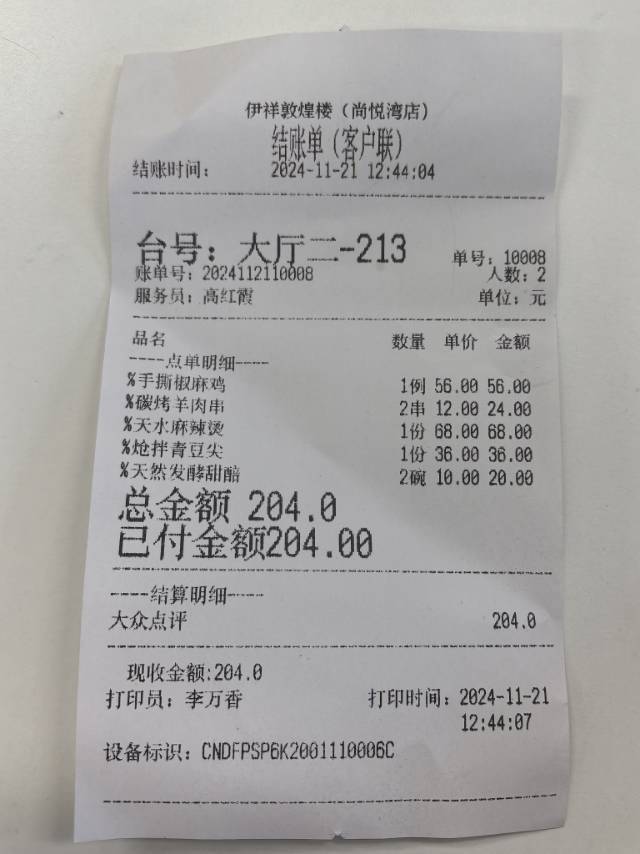 伊祥敦煌楼（尚悦湾店）
结账单（客户联）
结账时间： 2024-11-21 12:44:04
台号：大厅二-213 单号：10008
账单号：2024112110008 人数：2
服务员：高红霞 单位：元
品名 数量 单价 金额
----点单明细----
%手撕椒麻鸡 1例 56.00 56.00
%碳烤羊肉串 2串 12.00 24.00
%天水麻辣烫 1份 68.00 68.00
%炝拌青豆尖 1份 36.00 36.00
%天然发酵甜醅 2碗 10.00 20.00
总金额 204.0
已付金额204.00
----结算明细----
大众点评 204.0
现收金额:204.0
打印员：李万香 打印时间：2024-11-21
12:44:07
设备标识：CNDFPSP6K2001110006C